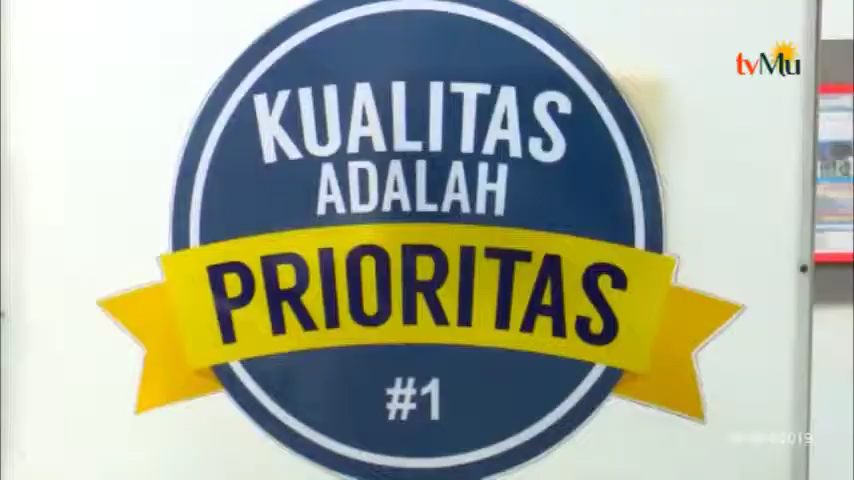 tvMu
KUALITAS
ADALAH
PRIORITAS
#1